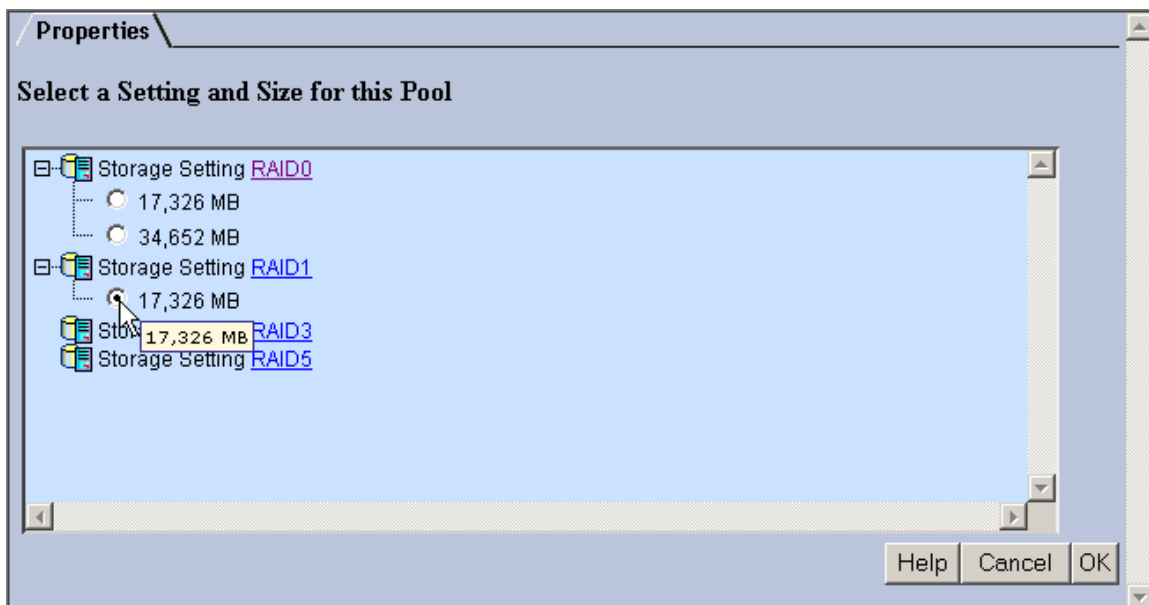 Properties
Select a Setting and Size for this Pool
Storage Setting RAID0
17,326 MB
34,652 MB
Storage Setting RAID1
17,326 MB
17,326 MB
RAID3
Storage Setting RAID5
Help Cancel OK